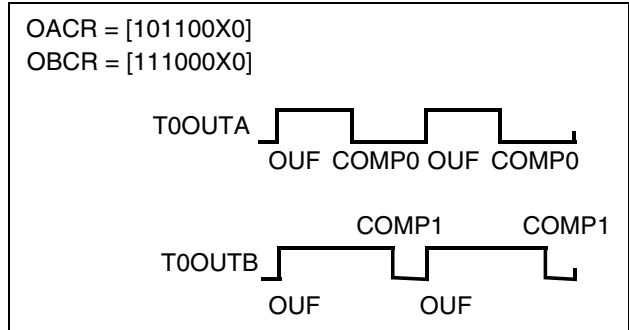 OACR = [101100X0]
OBCR = [111000X0]
T0OUTA
OUF COMP0 OUF COMP0
COMP1 COMP1
T0OUTB
OUF OUF